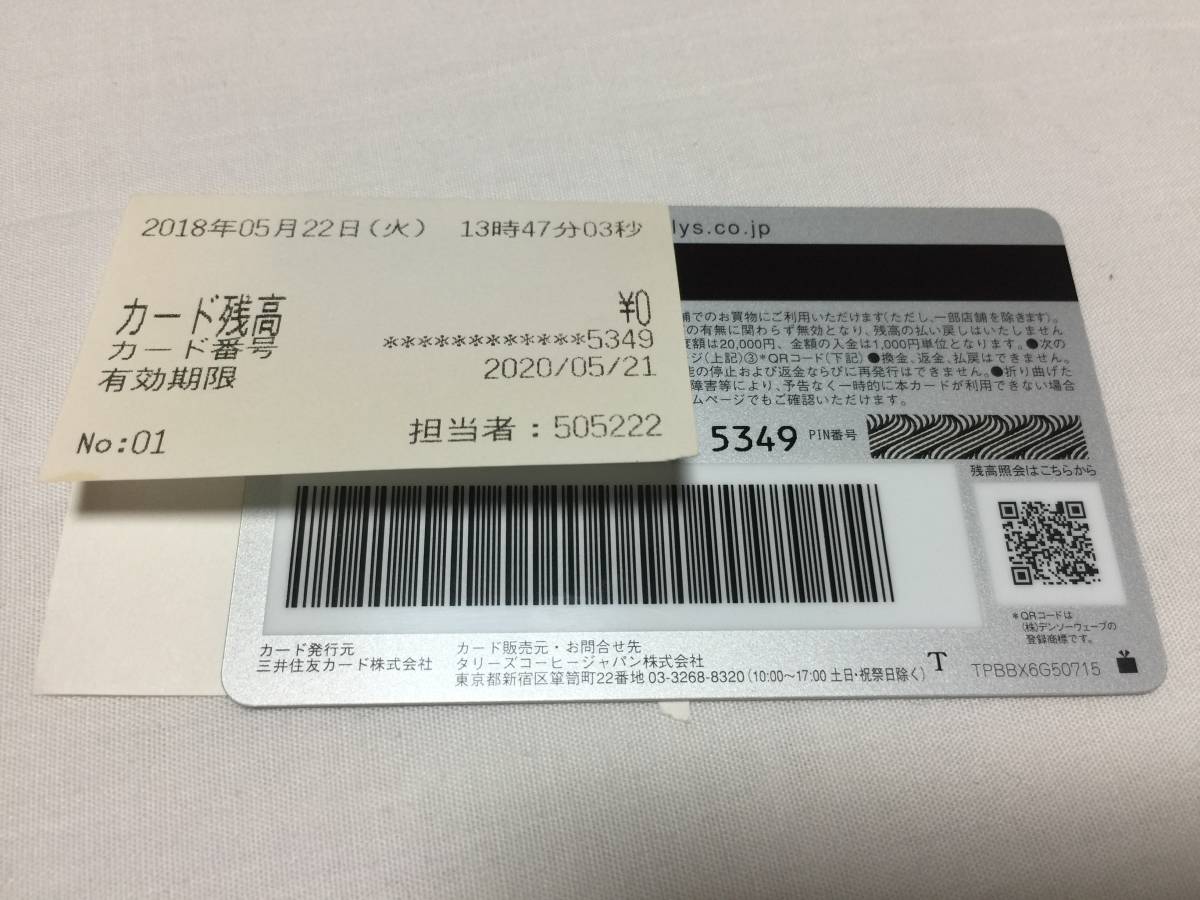 2018年05月22日(火) 13時47分03秒
カード残高 ¥0
カード番号 ************5349
有効期限 2020/05/21
No:01 担当者:505222
lys.co.jp
舗でのお買物にご利用いただけます(ただし、一部店舗を除きます)。
の有無に関わらず無効となり、残高の払い戻しはいたしません
度額は20,000円、金額の入金は1,000円単位となります。●次の
ージ(上記)③*QRコード(下記)●換金、返金、払戻はできません。
能の停止および返金ならびに再発行はできません。●折り曲げた
障害等により、予告なく一時的に本カードが利用できない場合
ムページでもご確認いただけます。
5349 PIN番号
残高照会はこちらから
*QRコードは
(株)デンソーウェーブの
登録商標です。
カード発行元
三井住友カード株式会社
カード販売元・お問合せ先
タリーズコーヒージャパン株式会社
東京都新宿区箪笥町22番地 03-3268-8320(10:00〜17:00 土日・祝祭日除く)
T
TPBBX6G50715